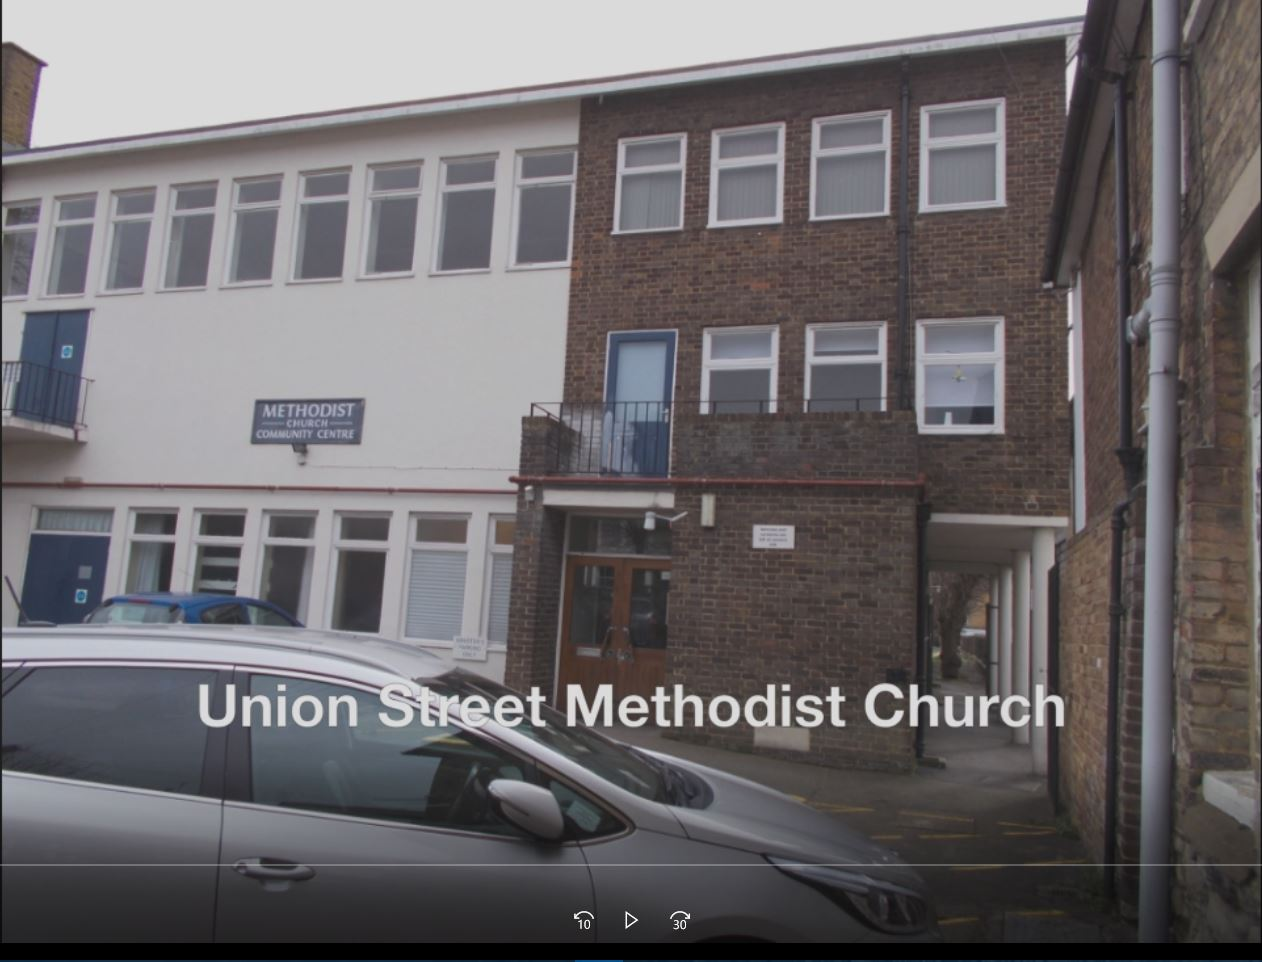 METHODIST
CHURCH
COMMUNITY CENTRE
Union Street Methodist Church
10
30